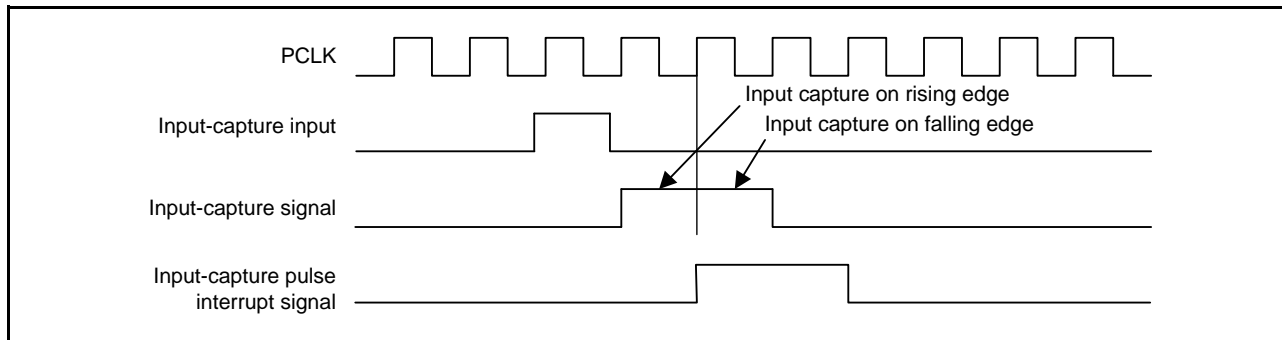 PCLK
Input capture on rising edge
Input-capture input
Input capture on falling edge
Input-capture signal
Input-capture pulse
interrupt signal